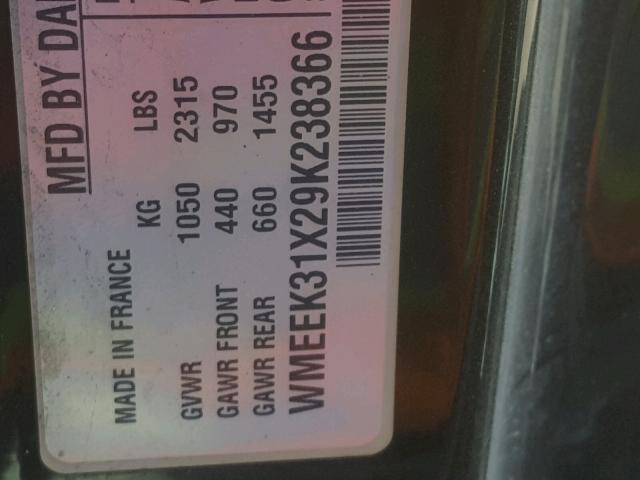 MFD BY DAI
MADE IN FRANCE KG LBS
GVWR 1050 2315
GAWR FRONT 440 970
GAWR REAR 660 1455
WMEEK31X29K238366